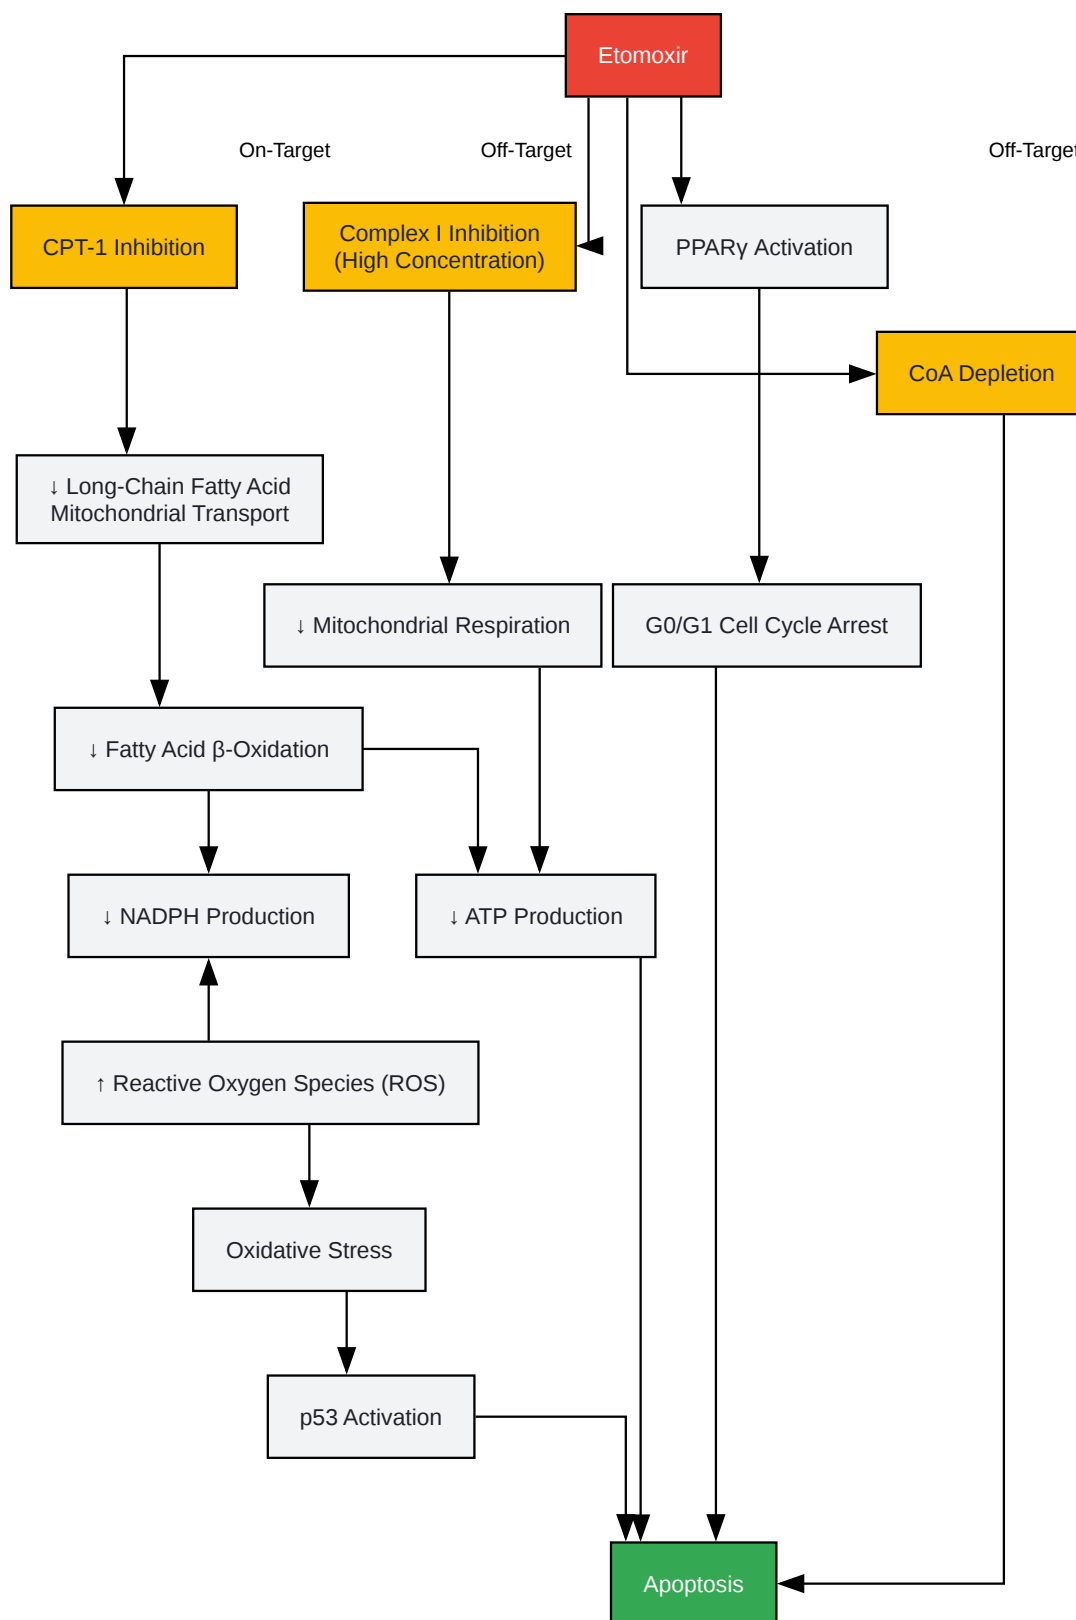 Etomoxir
On-Target
Off-Target
Off-Target
CPT-1 Inhibition
Complex I Inhibition
(High Concentration)
PPARγ Activation
CoA Depletion
↓ Long-Chain Fatty Acid
Mitochondrial Transport
↓ Mitochondrial Respiration
G0/G1 Cell Cycle Arrest
↓ Fatty Acid β-Oxidation
↓ NADPH Production
↓ ATP Production
↑ Reactive Oxygen Species (ROS)
Oxidative Stress
p53 Activation
Apoptosis